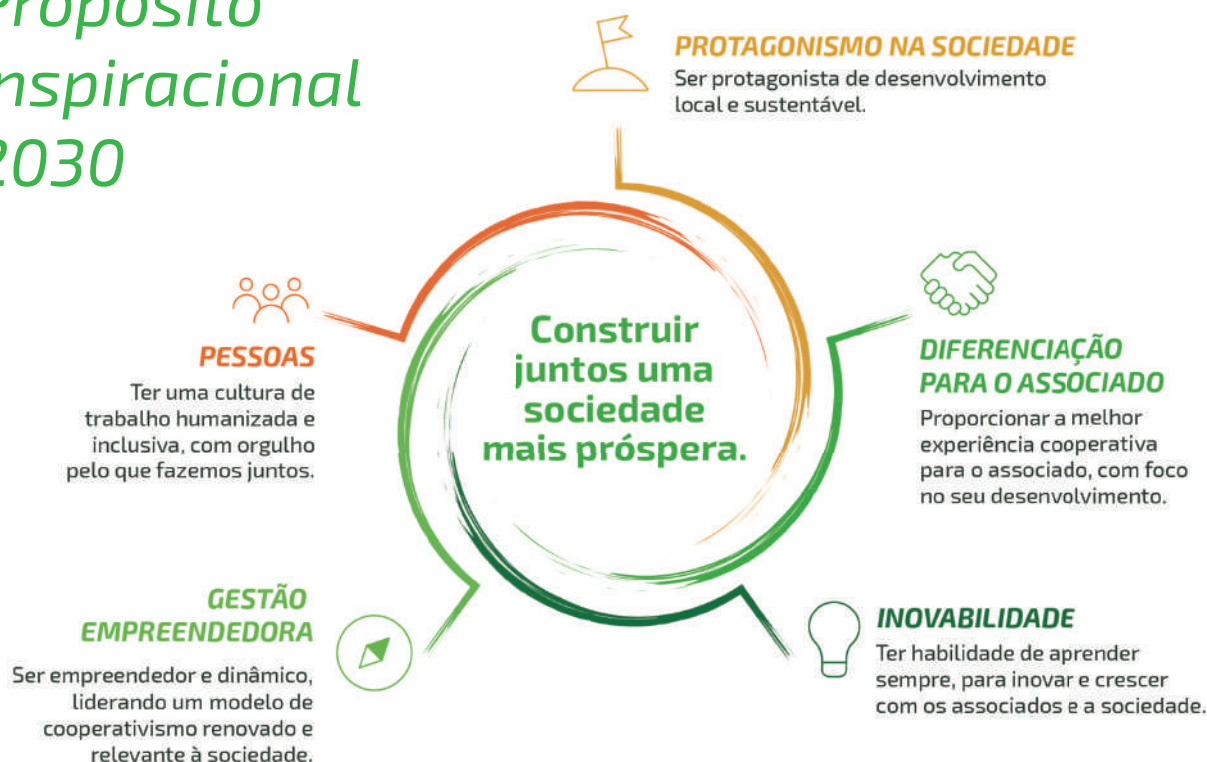 Propósito
Inspiracional
2030
PROTAGONISMO NA SOCIEDADE
Ser protagonista de desenvolvimento
local e sustentável.
PESSOAS
Ter uma cultura de
trabalho humanizada e
inclusiva, com orgulho
pelo que fazemos juntos.
Construir
juntos uma
sociedade
mais próspera.
DIFERENCIAÇÃO
PARA O ASSOCIADO
Proporcionar a melhor
experiência cooperativa
para o associado, com foco
no seu desenvolvimento.
GESTÃO
EMPREENDEDORA
Ser empreendedor e dinâmico,
liderando um modelo de
cooperativismo renovado e
relevante à sociedade.
INOVABILIDADE
Ter habilidade de aprender
sempre, para inovar e crescer
com os associados e a sociedade.